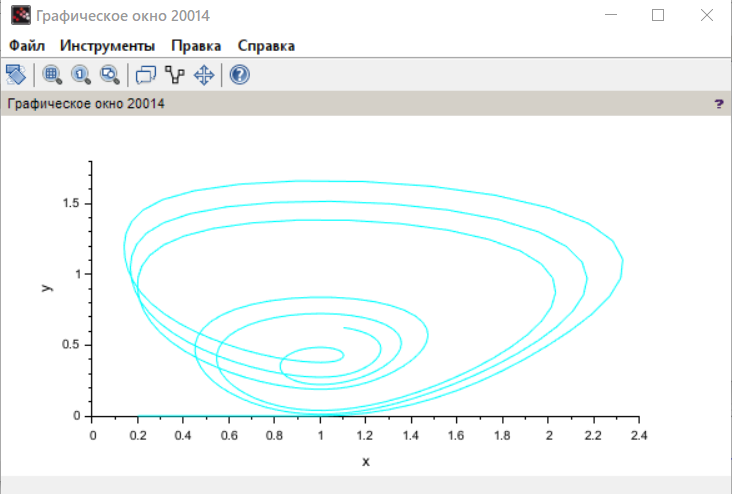 Графическое окно 20014
Файл Инструменты Правка Справка
Графическое окно 20014 ?
1.5
1
y
0.5
0
0 0.2 0.4 0.6 0.8 1 1.2 1.4 1.6 1.8 2 2.2 2.4
x